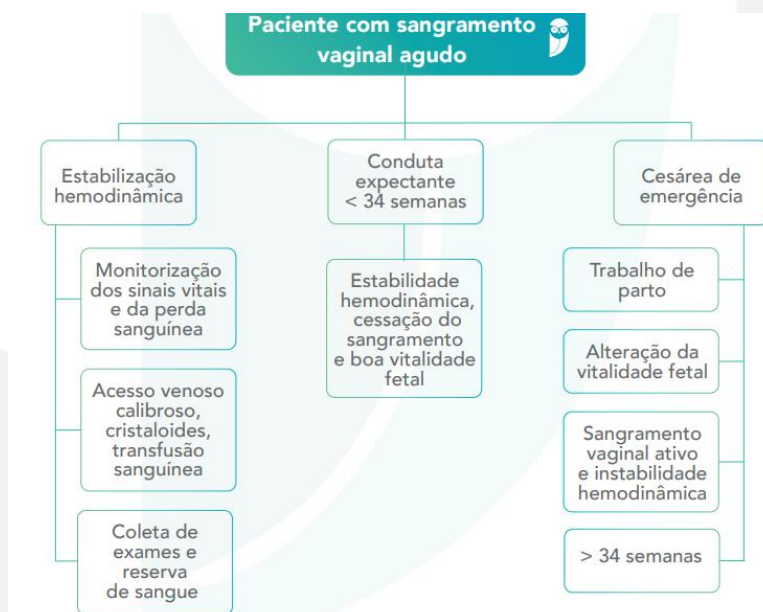 Paciente com sangramento
vaginal agudo
Estabilização
hemodinâmica
Monitorização
dos sinais vitais
e da perda
sanguínea
Acesso venoso
calibroso,
cristaloides,
transfusão
sanguínea
Coleta de
exames e
reserva
de sangue
Conduta
expectante
< 34 semanas
Estabilidade
hemodinâmica,
cessação do
sangramento
e boa vitalidade
fetal
Cesárea de
emergência
Trabalho de
parto
Alteração da
vitalidade fetal
Sangramento
vaginal ativo
e instabilidade
hemodinâmica
> 34 semanas